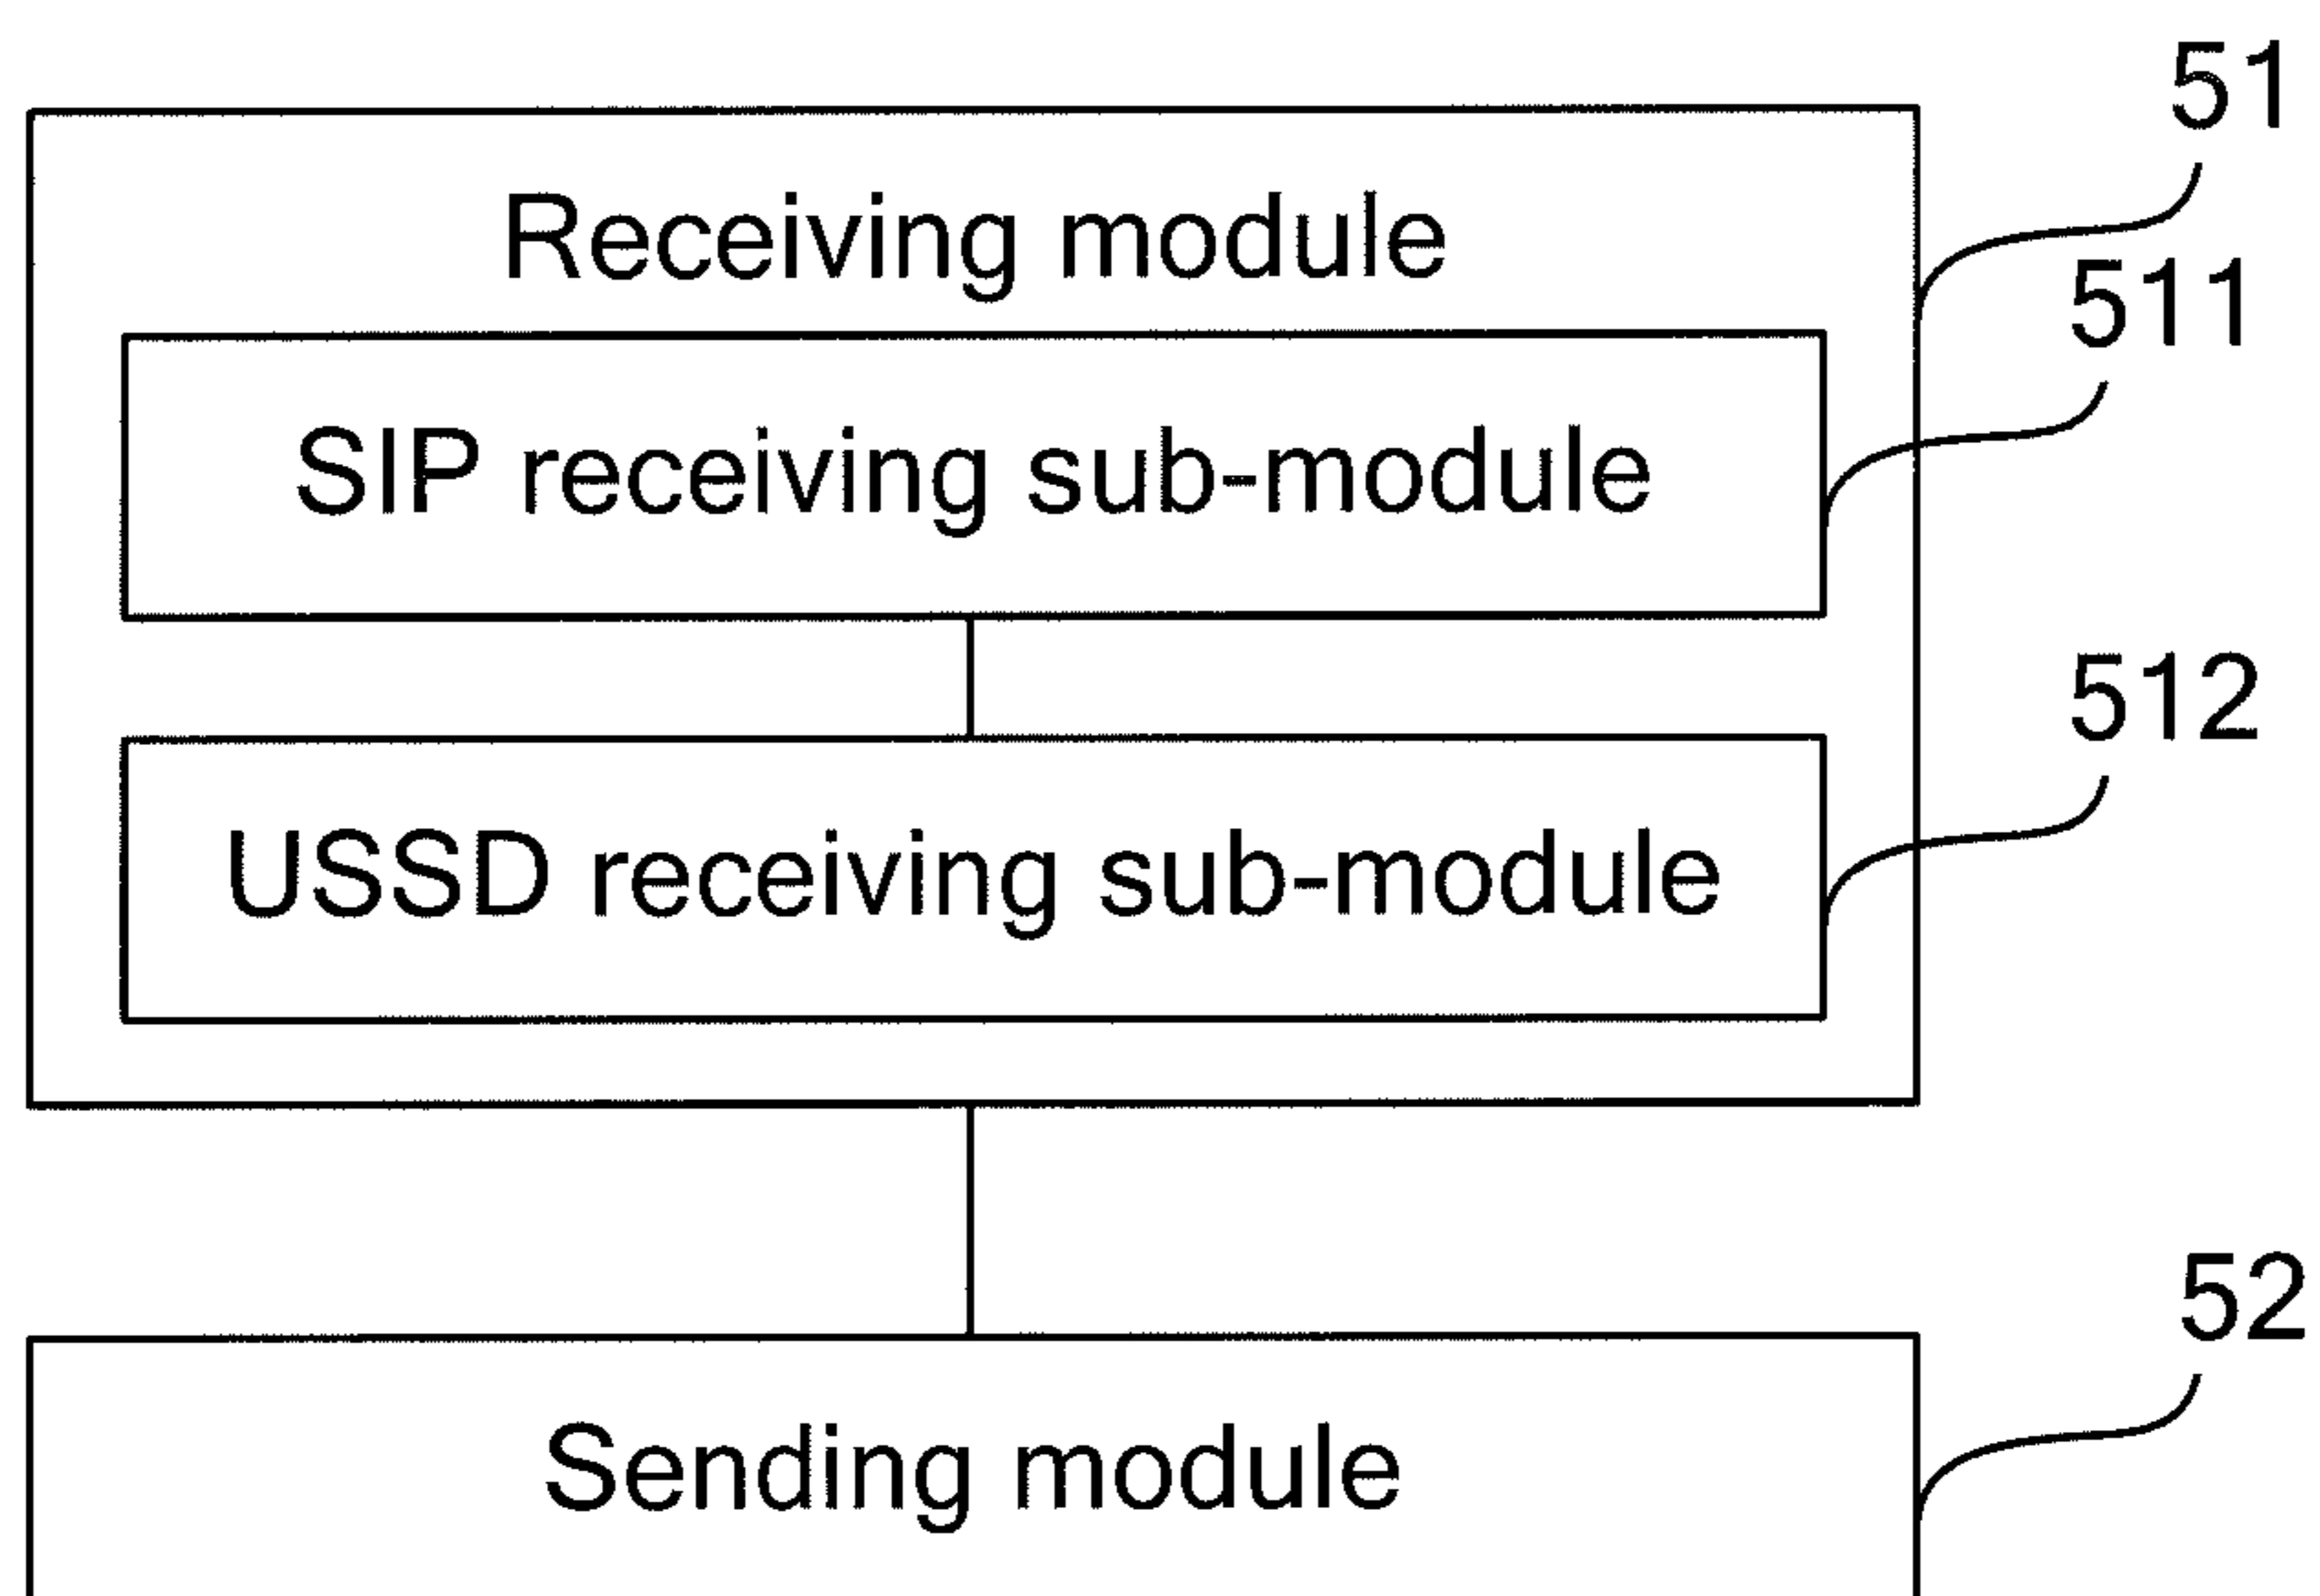 51
Receiving module
511
SIP receiving sub-module
512
USSD receiving sub-module
52
Sending module